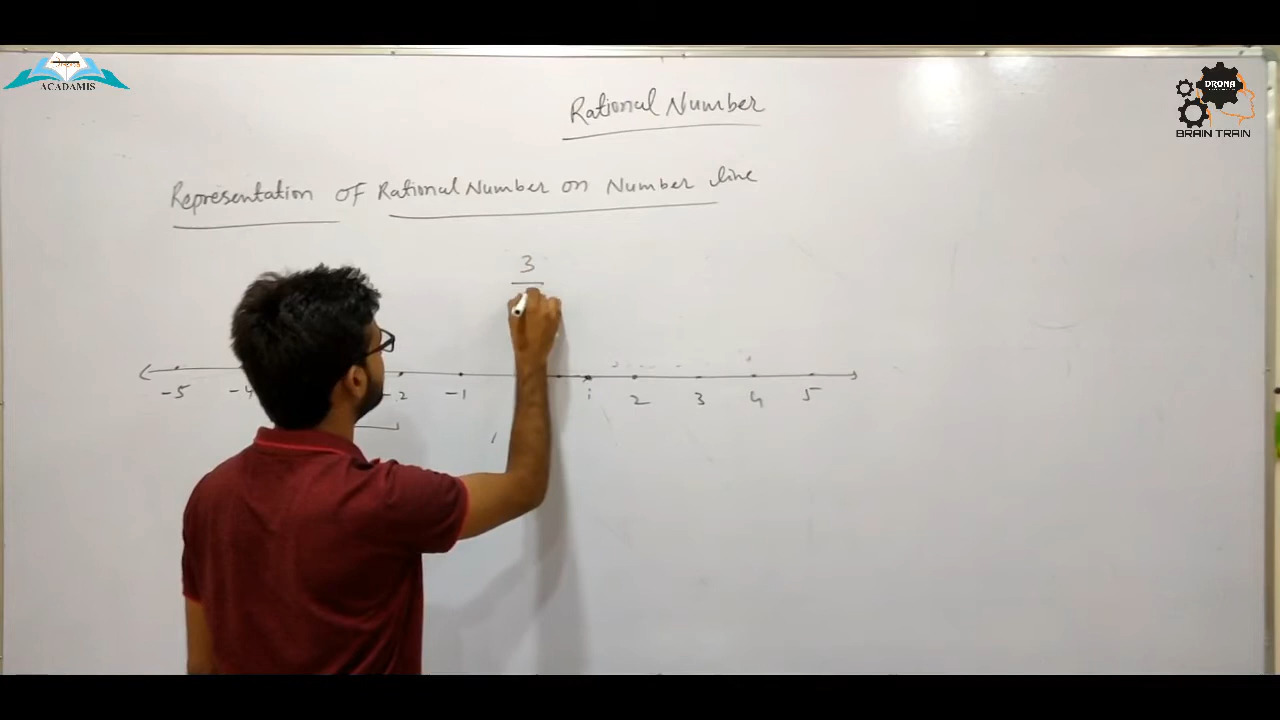 ACADAMIS
DRONA
BRAIN TRAIN
Rational Number
Representation of Rational Number on Number line
3
-5 -4 -2 -1 1 2 3 4 5